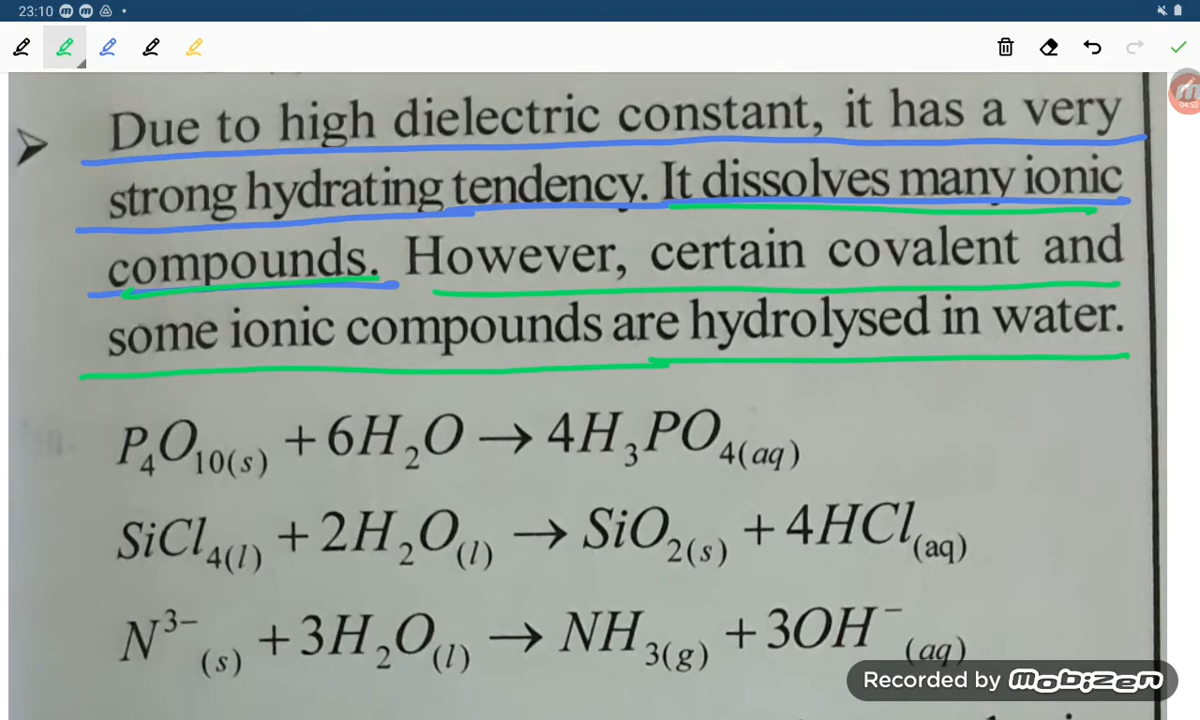 23:10
04:53
Due to high dielectric constant, it has a very
strong hydrating tendency. It dissolves many ionic
compounds. However, certain covalent and
some ionic compounds are hydrolysed in water.
P₄O₁₀₍s₎ + 6H₂O → 4H₃PO₄(aq)
SiCl₄(l) + 2H₂O(l) → SiO₂(s) + 4HCl(aq)
N³⁻(s) + 3H₂O(l) → NH₃(g) + 3OH⁻(aq)
Recorded by mobizen